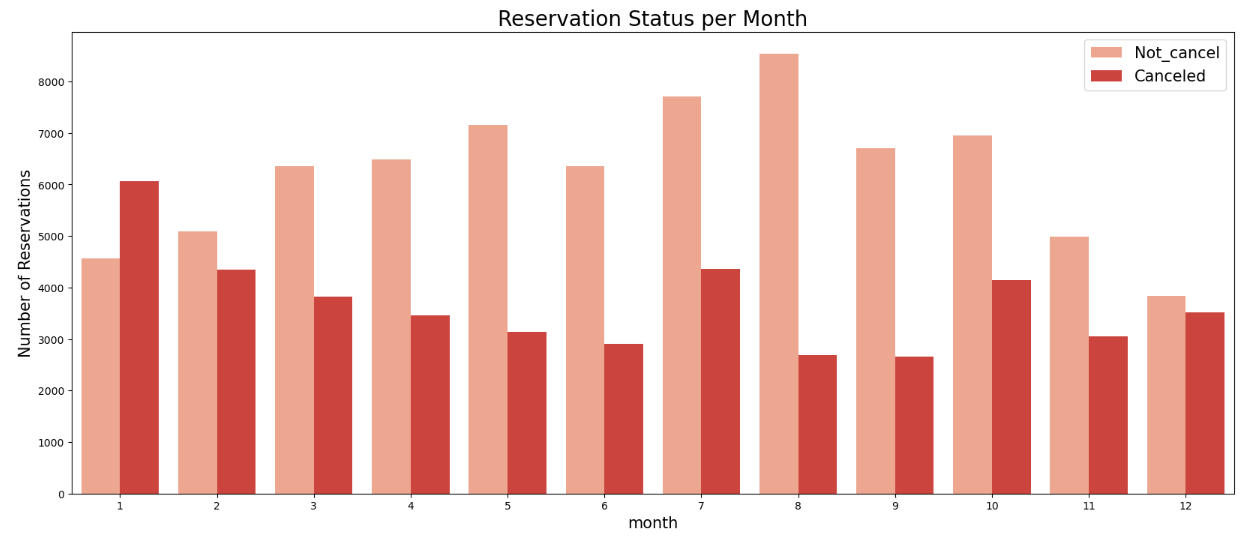 Reservation Status per Month
Not_cancel
Canceled
Number of Reservations
8000
7000
6000
5000
4000
3000
2000
1000
0
1 2 3 4 5 6 7 8 9 10 11 12
month